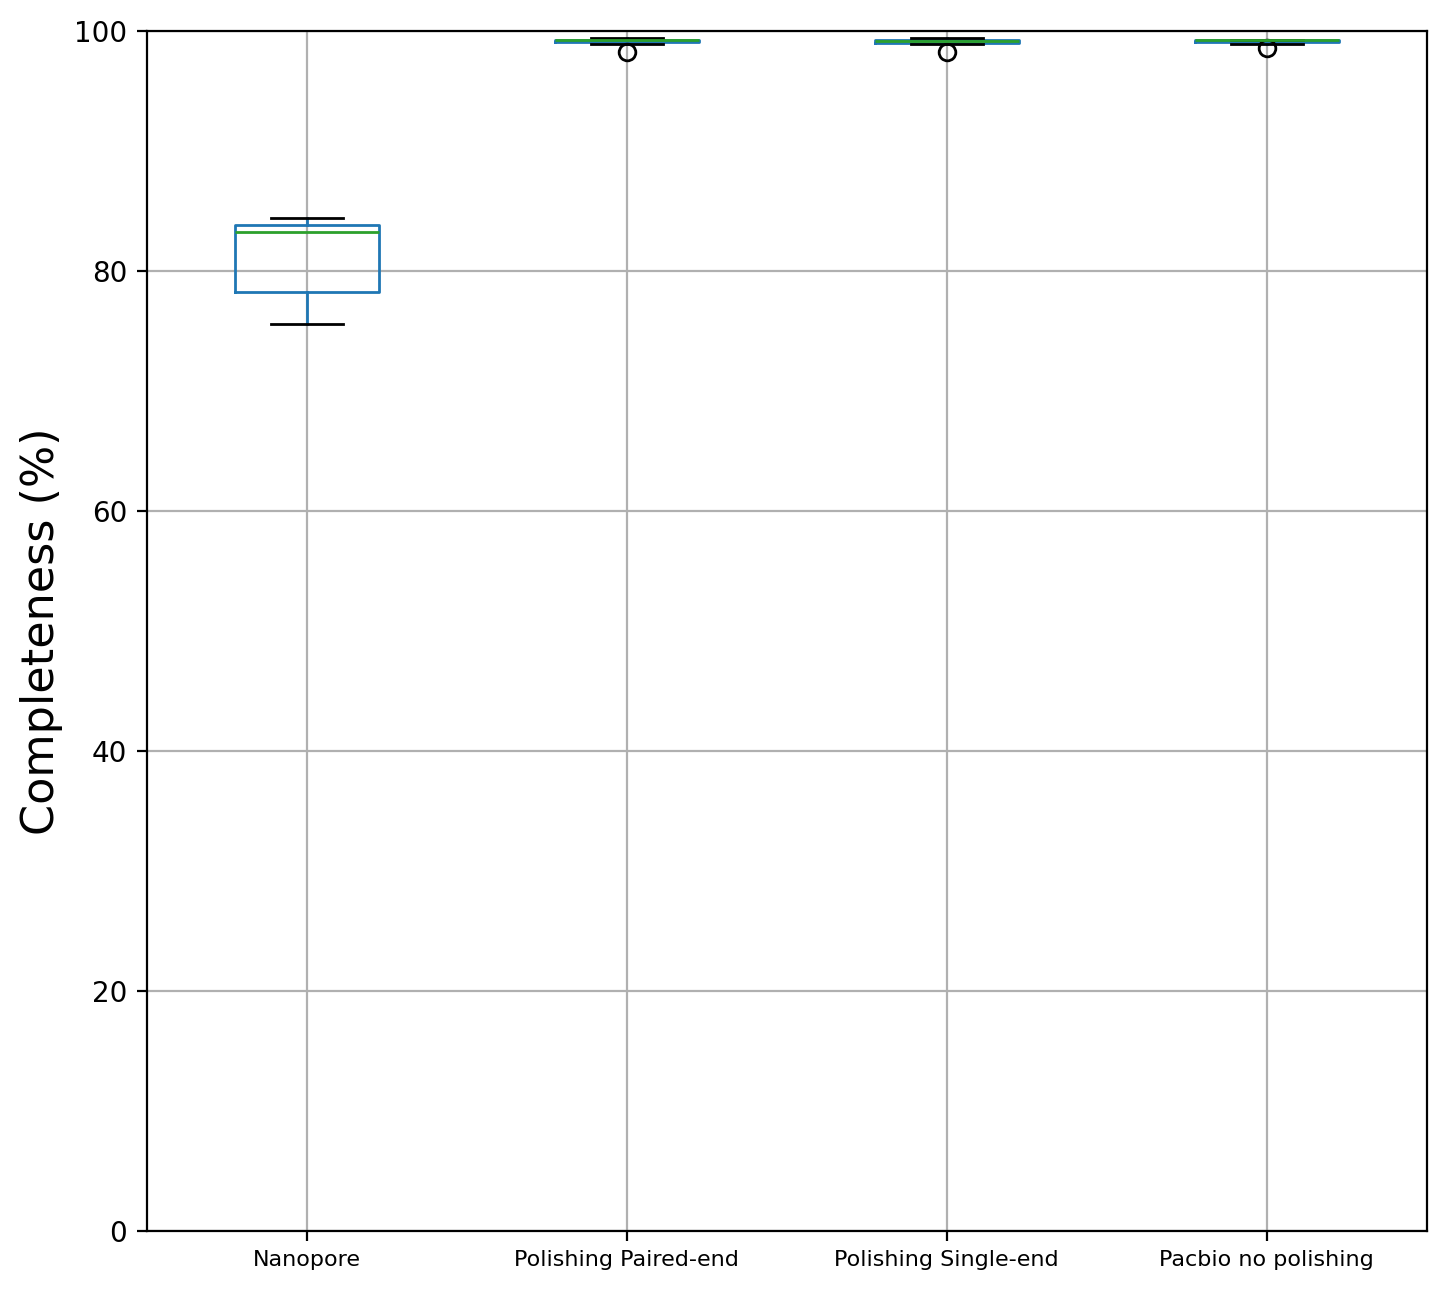 Completeness (%)
100
80
60
40
20
0
Nanopore
Polishing Paired-end
Polishing Single-end
Pacbio no polishing